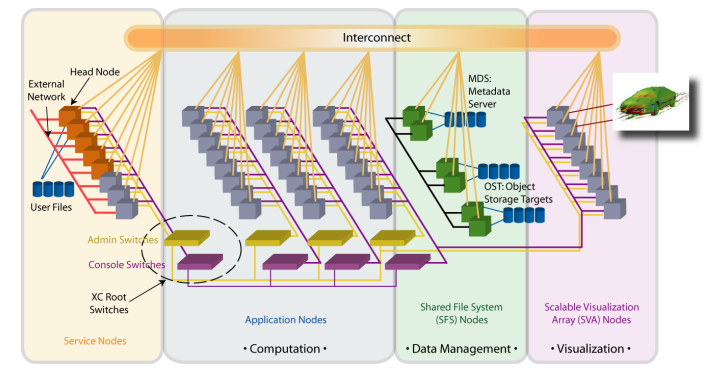 Interconnect
Head Node
External
Network
User Files
MDS:
Metadata
Server
OST: Object
Storage Targets
Admin Switches
Console Switches
XC Root
Switches
Service Nodes
Application Nodes
Shared File System
(SFS) Nodes
Scalable Visualization
Array (SVA) Nodes
• Computation •
• Data Management •
• Visualization •